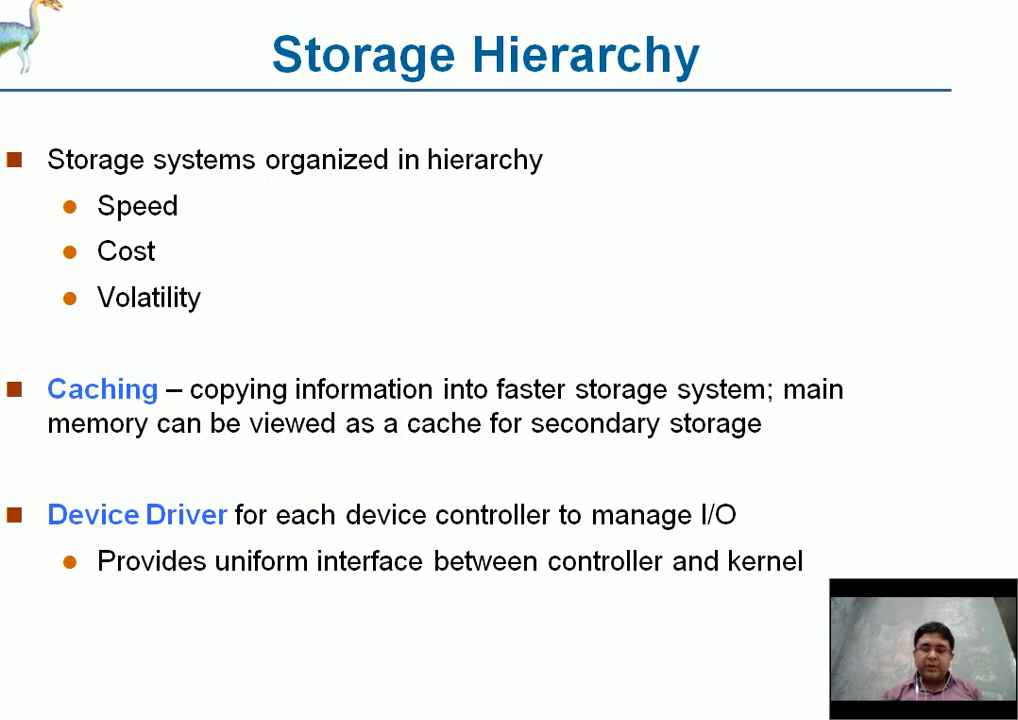 Storage Hierarchy
Storage systems organized in hierarchy
Speed
Cost
Volatility
Caching – copying information into faster storage system; main
memory can be viewed as a cache for secondary storage
Device Driver for each device controller to manage I/O
Provides uniform interface between controller and kernel